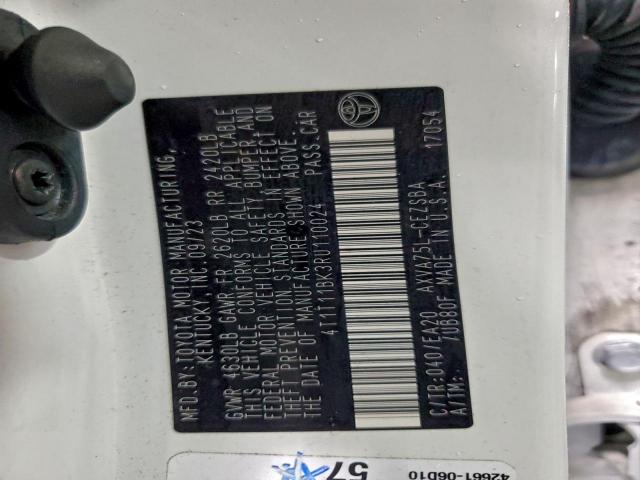 MFD. BY: TOYOTA MOTOR MANUFACTURING,
KENTUCKY, INC. 09/23
GVWR 4630LB GAWR FR 2620LB RR 2420LB
THIS VEHICLE CONFORMS TO ALL APPLICABLE
FEDERAL MOTOR VEHICLE SAFETY, BUMPER AND
THEFT PREVENTION STANDARDS IN EFFECT ON
THE DATE OF MANUFACTURE SHOWN ABOVE.
4T1T11BK3RU110024 PASS.CAR
C/TR:040/EA20 AXVA75L-CEZSBA
A/TM: /UB80F MADE IN U.S.A. 17054
57
42661-06D10